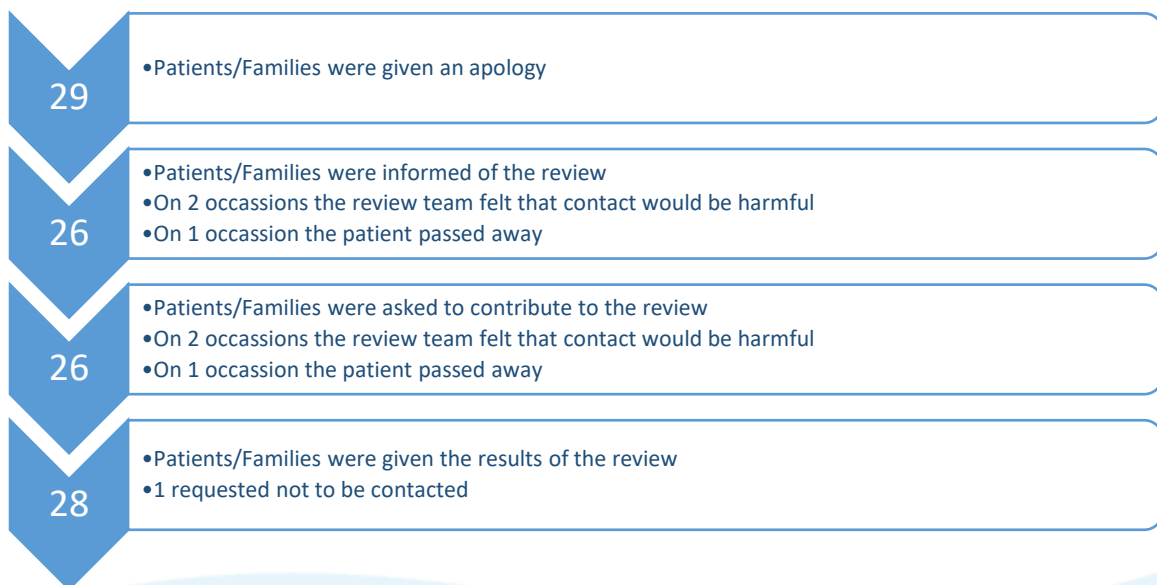 29
•Patients/Families were given an apology
26
•Patients/Families were informed of the review
•On 2 occassions the review team felt that contact would be harmful
•On 1 occassion the patient passed away
26
•Patients/Families were asked to contribute to the review
•On 2 occassions the review team felt that contact would be harmful
•On 1 occassion the patient passed away
28
•Patients/Families were given the results of the review
•1 requested not to be contacted